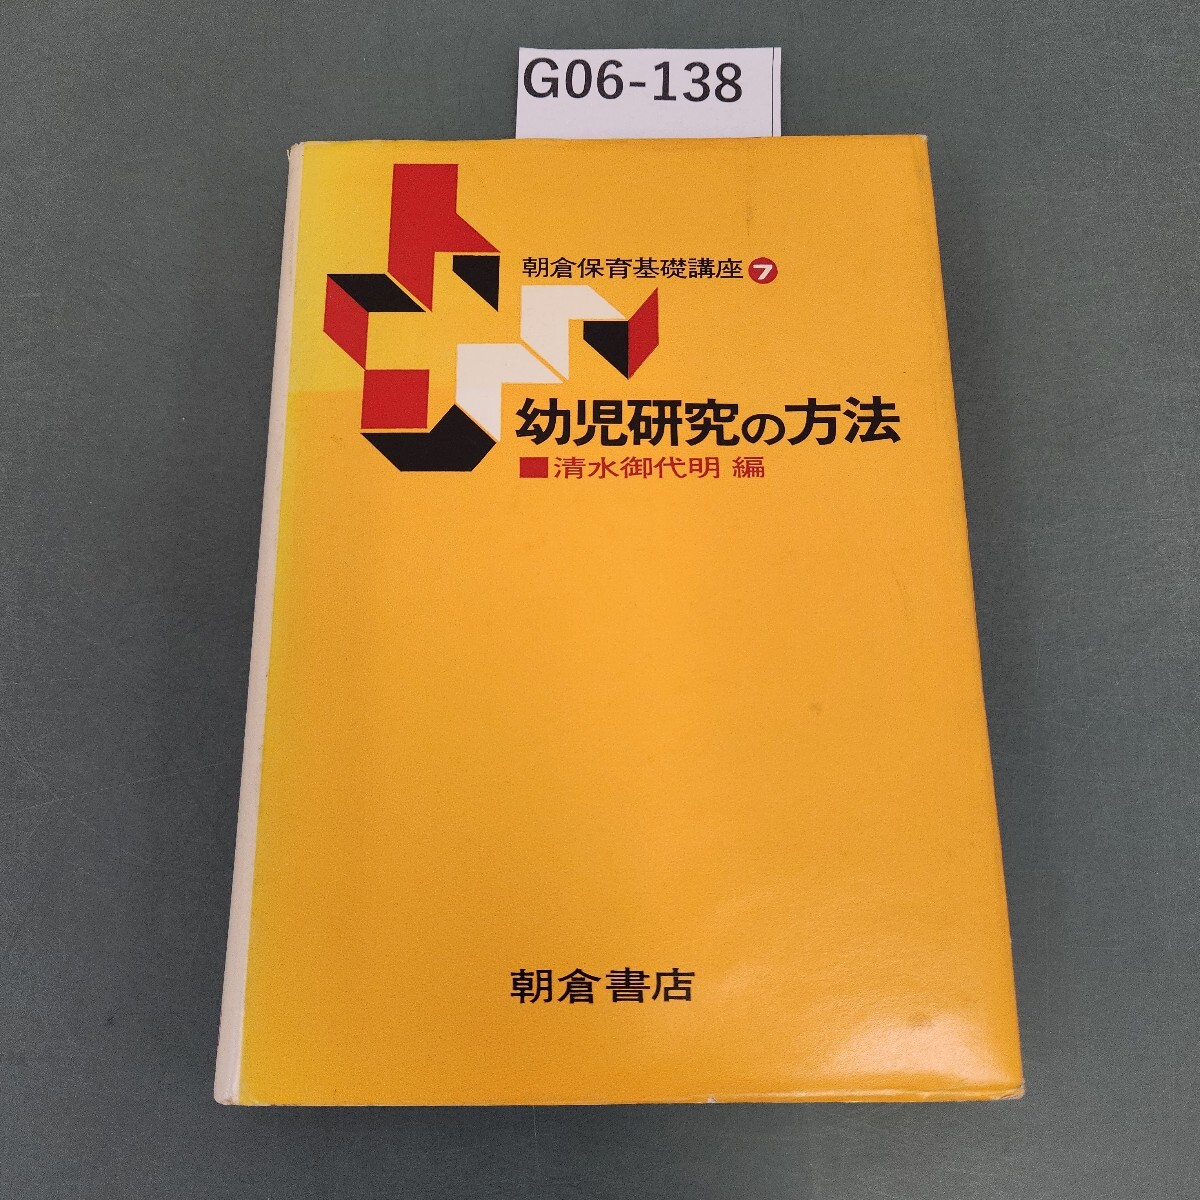 G06-138
朝倉保育基礎講座7
幼児研究の方法
■清水御代明 編
朝倉書店